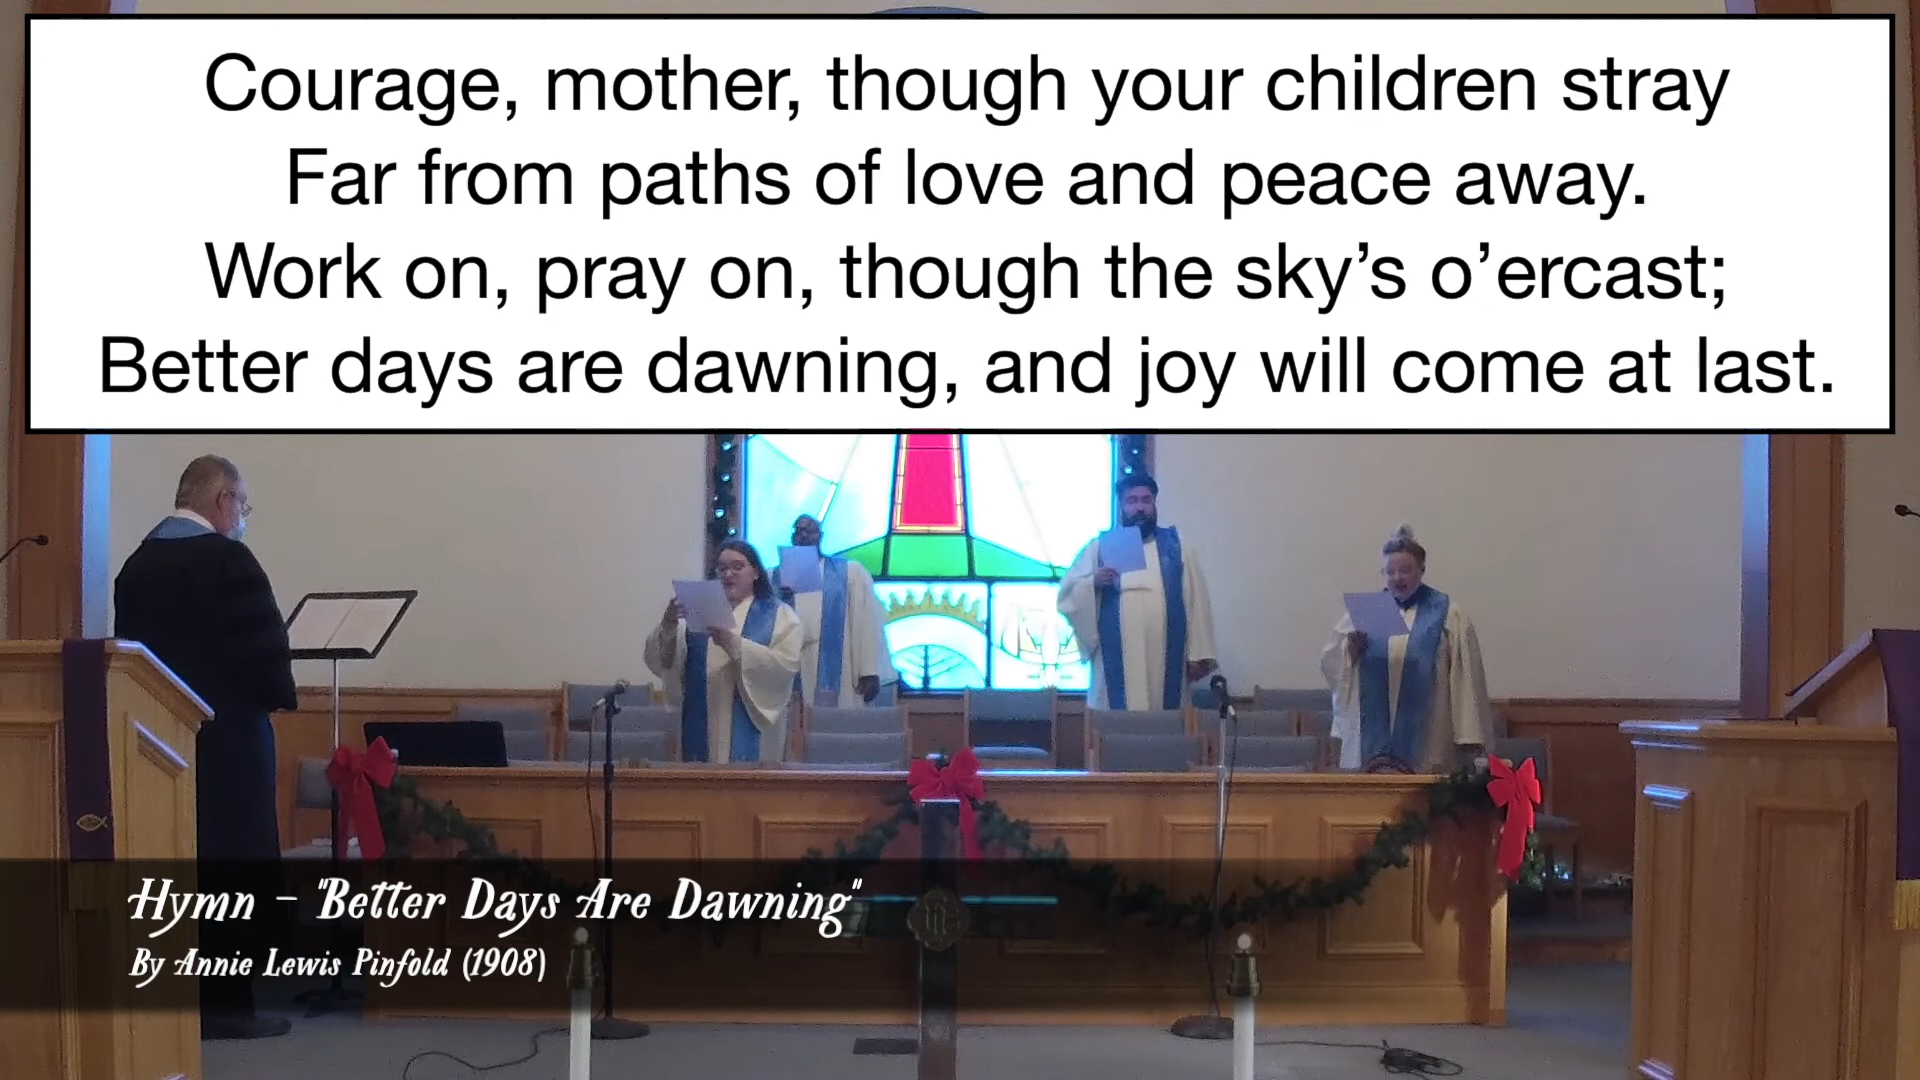 Courage, mother, though your children stray
Far from paths of love and peace away.
Work on, pray on, though the sky’s o’ercast;
Better days are dawning, and joy will come at last.
Hymn - "Better Days Are Dawning"
By Annie Lewis Pinfold (1908)